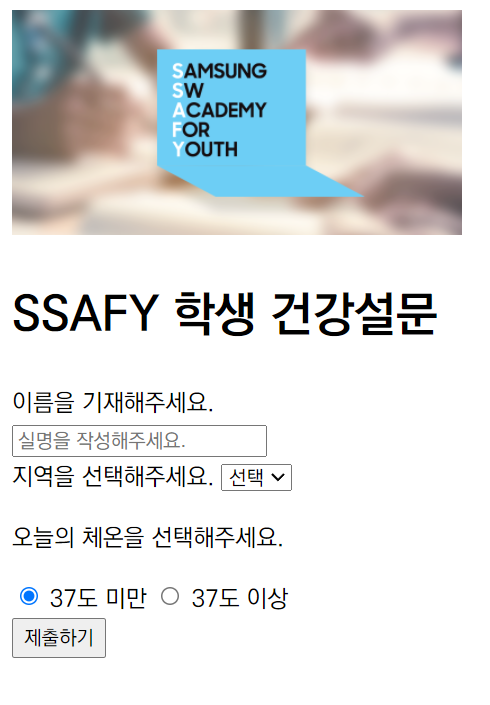 SAMSUNG
SW
ACADEMY
FOR
YOUTH
SSAFY 학생 건강설문
이름을 기재해주세요.
실명을 작성해주세요.
지역을 선택해주세요. 선택
오늘의 체온을 선택해주세요.
37도 미만 37도 이상
제출하기